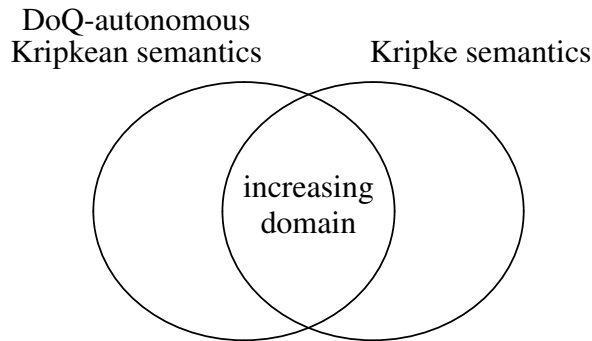 DoQ-autonomous
Kripkean semantics
Kripke semantics
increasing
domain